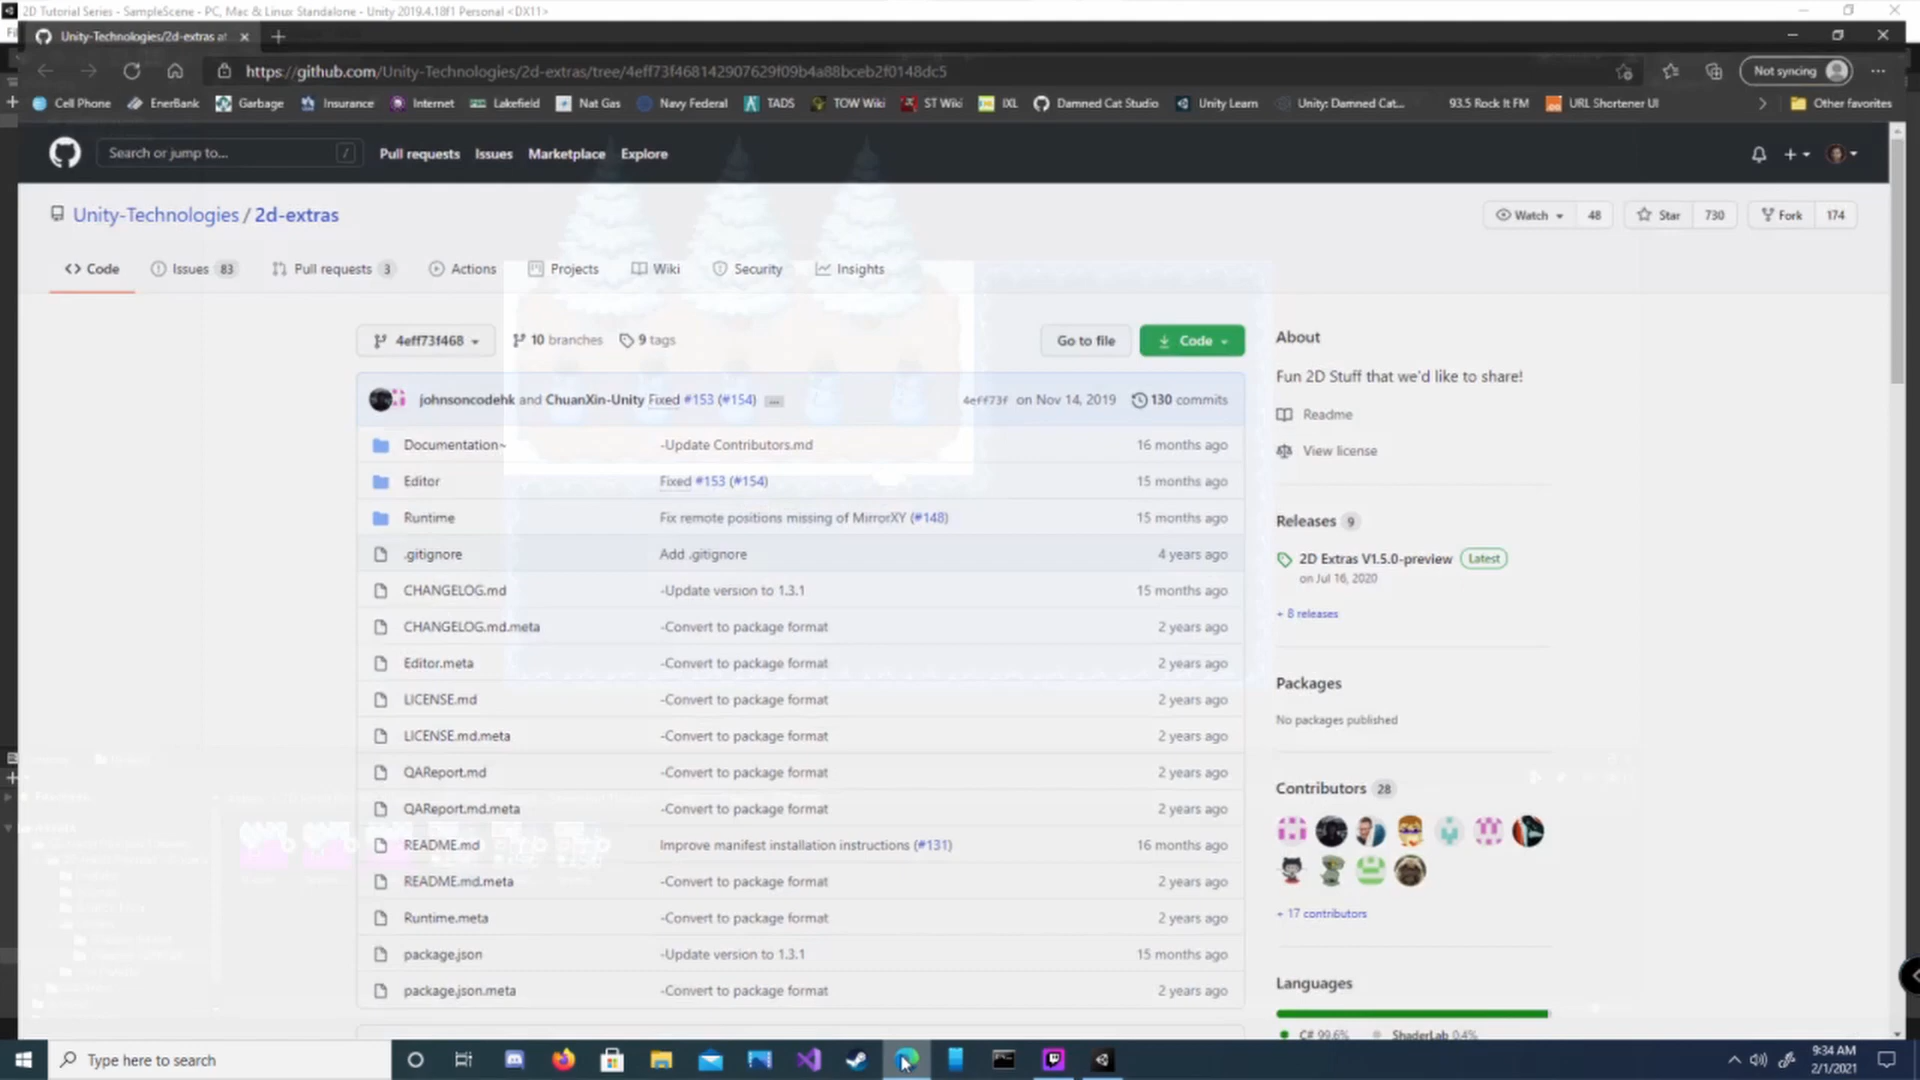 2D Tutorial Series - SampleScene - PC, Mac & Linux Standalone - Unity 2019.4.18f1 Personal <DX11>
Unity-Technologies/2d-extras at
https://github.com/Unity-Technologies/2d-extras/tree/4eff73f468142907629f09b4a88bceb2f0148dc5
Not syncing
Cell Phone EnerBank Garbage Insurance Internet Lakefield Nat Gas Navy Federal TADS TOW Wiki ST Wiki IXL Damned Cat Studio Unity Learn Unity: Damned Cat... 93.5 Rock It FM URL Shortener UI Other favorites
Search or jump to... /
Pull requests Issues Marketplace Explore
Unity-Technologies / 2d-extras
Watch 48 Star 730 Fork 174
Code Issues 83 Pull requests 3 Actions Projects Wiki Security Insights
4eff73f468 10 branches 9 tags Go to file Code
johnsoncodehk and ChuanXin-Unity Fixed #153 (#154) ... 4eff73f on Nov 14, 2019 130 commits
Documentation~ -Update Contributors.md 16 months ago
Editor Fixed #153 (#154) 15 months ago
Runtime Fix remote positions missing of MirrorXY (#148) 15 months ago
.gitignore Add .gitignore 4 years ago
CHANGELOG.md -Update version to 1.3.1 15 months ago
CHANGELOG.md.meta -Convert to package format 2 years ago
Editor.meta -Convert to package format 2 years ago
LICENSE.md -Convert to package format 2 years ago
LICENSE.md.meta -Convert to package format 2 years ago
QAReport.md -Convert to package format 2 years ago
QAReport.md.meta -Convert to package format 2 years ago
README.md Improve manifest installation instructions (#131) 16 months ago
README.md.meta -Convert to package format 2 years ago
Runtime.meta -Convert to package format 2 years ago
package.json -Update version to 1.3.1 15 months ago
package.json.meta -Convert to package format 2 years ago
About
Fun 2D Stuff that we'd like to share!
Readme
View license
Releases 9
2D Extras V1.5.0-preview Latest
on Jul 16, 2020
+ 8 releases
Packages
No packages published
Contributors 28
+ 17 contributors
Languages
C# 99.6% ShaderLab 0.4%
Type here to search
9:34 AM
2/1/2021